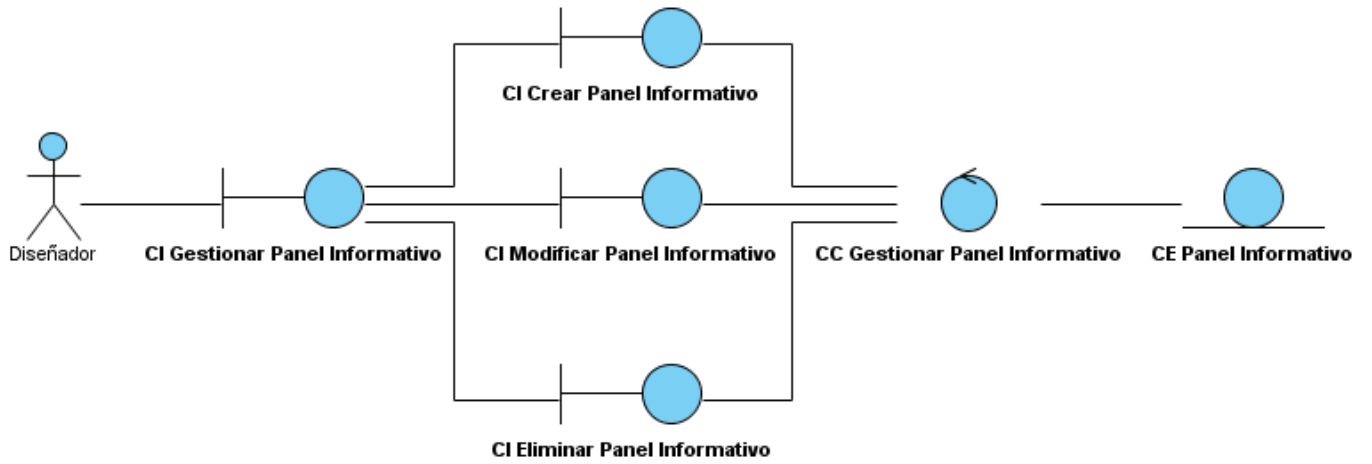 CI Crear Panel Informativo
Diseñador
CI Gestionar Panel Informativo
CI Modificar Panel Informativo
CC Gestionar Panel Informativo
CE Panel Informativo
CI Eliminar Panel Informativo